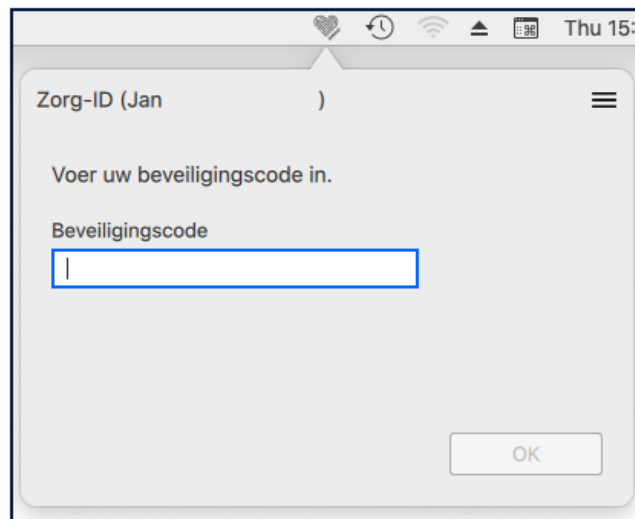 Thu 15:
Zorg-ID (Jan )
Voer uw beveiligingscode in.
Beveiligingscode
OK